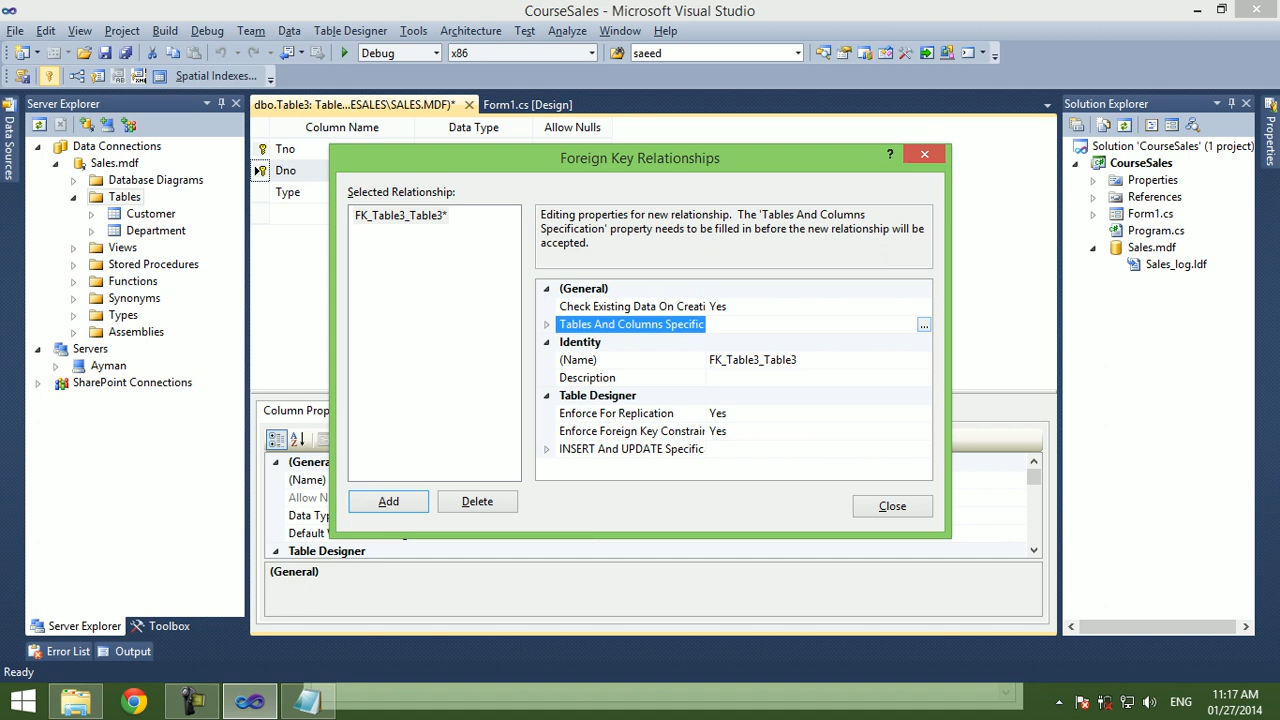 CourseSales - Microsoft Visual Studio
File Edit View Project Build Debug Team Data Table Designer Tools Architecture Test Analyze Window Help
Debug x86 saeed
Spatial Indexes...
Data Sources
Server Explorer
Data Connections
Sales.mdf
Database Diagrams
Tables
Customer
Department
Views
Stored Procedures
Functions
Synonyms
Types
Assemblies
Servers
Ayman
SharePoint Connections
Server Explorer Toolbox
dbo.Table3: Table...ESALES\SALES.MDF)* Form1.cs [Design]
Column Name Data Type Allow Nulls
Tno
Dno
Type
Foreign Key Relationships
?
Selected Relationship:
FK_Table3_Table3*
Editing properties for new relationship. The 'Tables And Columns
Specification' property needs to be filled in before the new relationship will be
accepted.
(General)
Check Existing Data On Creati Yes
Tables And Columns Specific ...
Identity
(Name) FK_Table3_Table3
Description
Table Designer
Enforce For Replication Yes
Enforce Foreign Key Constrain Yes
INSERT And UPDATE Specific
Add Delete Close
Column Prop
(Genera
(Name)
Allow N
Data Typ
Default V
Table Designer
(General)
Solution Explorer
Solution 'CourseSales' (1 project)
CourseSales
Properties
References
Form1.cs
Program.cs
Sales.mdf
Sales_log.ldf
Properties
Error List Output
Ready
ENG
11:17 AM
01/27/2014